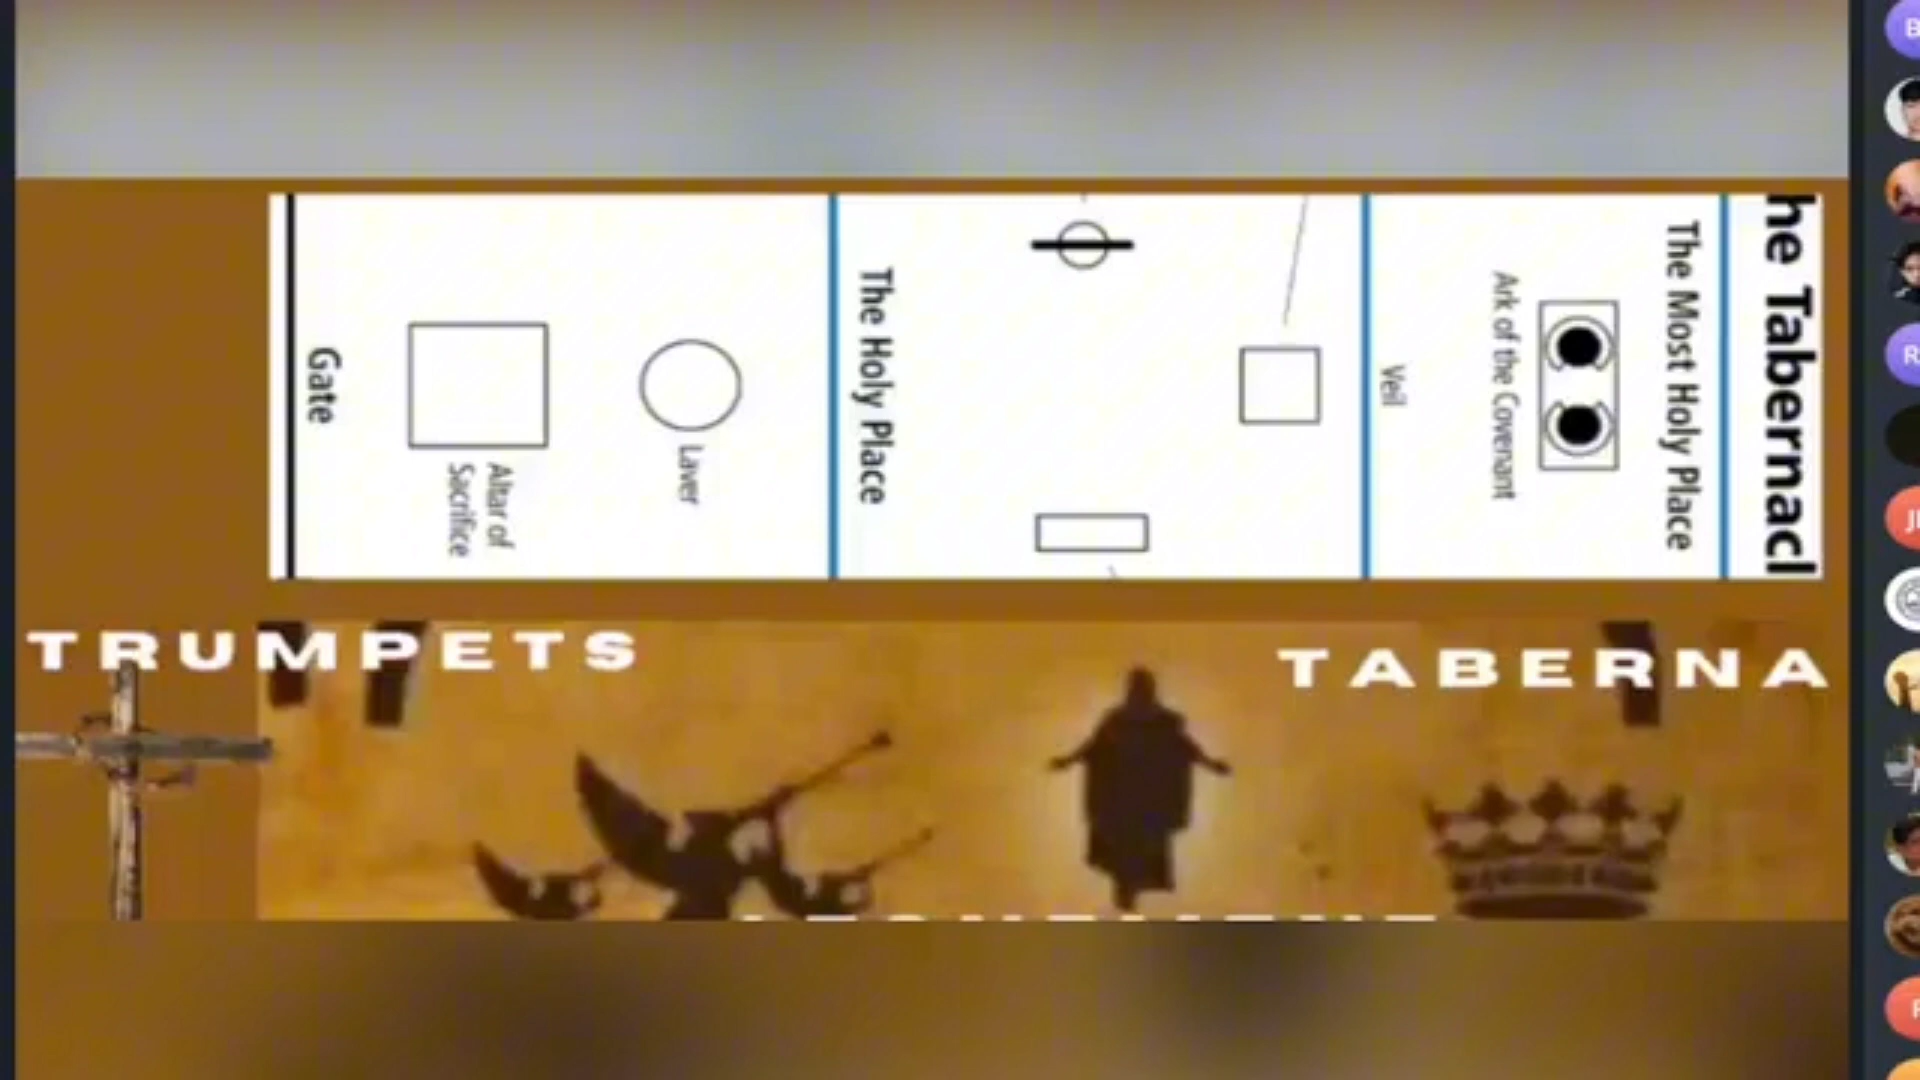 he Tabernacl
The Most Holy Place
Ark of the Covenant
Veil
The Holy Place
Laver
Altar of
Sacrifice
Gate
TRUMPETS
TABERNA
B
R